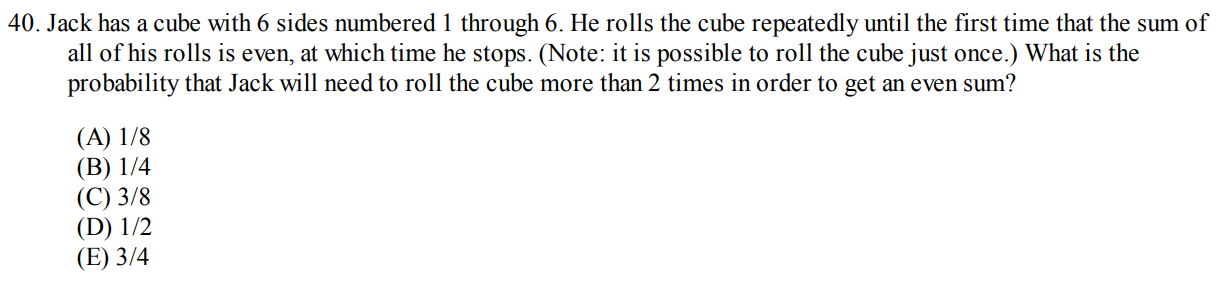 40. Jack has a cube with 6 sides numbered 1 through 6. He rolls the cube repeatedly until the first time that the sum of
all of his rolls is even, at which time he stops. (Note: it is possible to roll the cube just once.) What is the
probability that Jack will need to roll the cube more than 2 times in order to get an even sum?
(A) 1/8
(B) 1/4
(C) 3/8
(D) 1/2
(E) 3/4